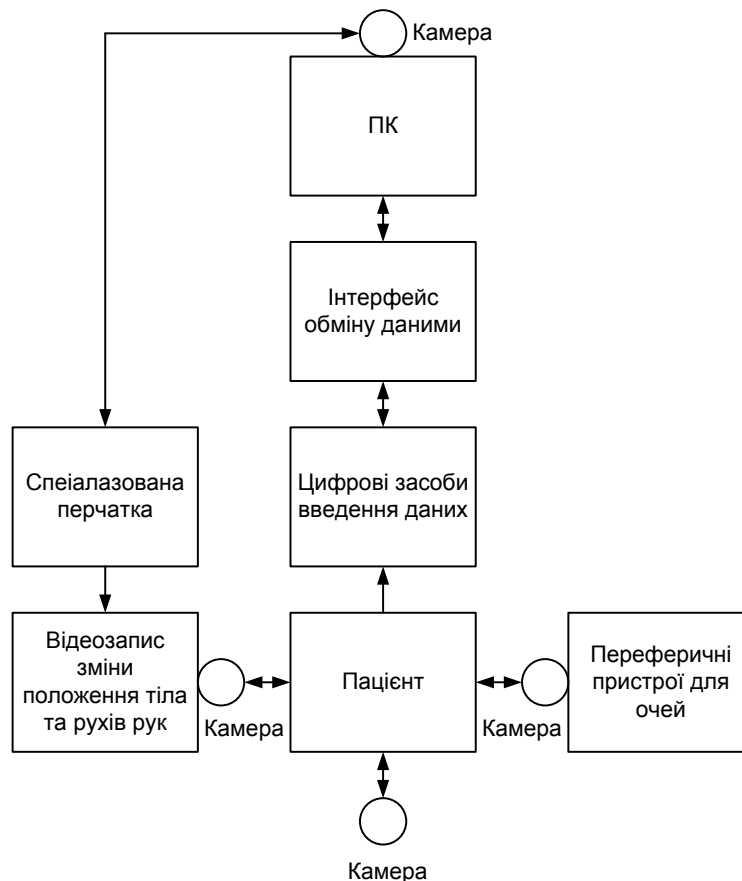 Камера
ПК
Інтерфейс
обміну даними
Спеіалазована
перчатка
Цифрові засоби
введення даних
Відеозапис
зміни
положення тіла
та рухів рук
Камера
Пацієнт
Камера
Переферичні
пристрої для
очей
Камера